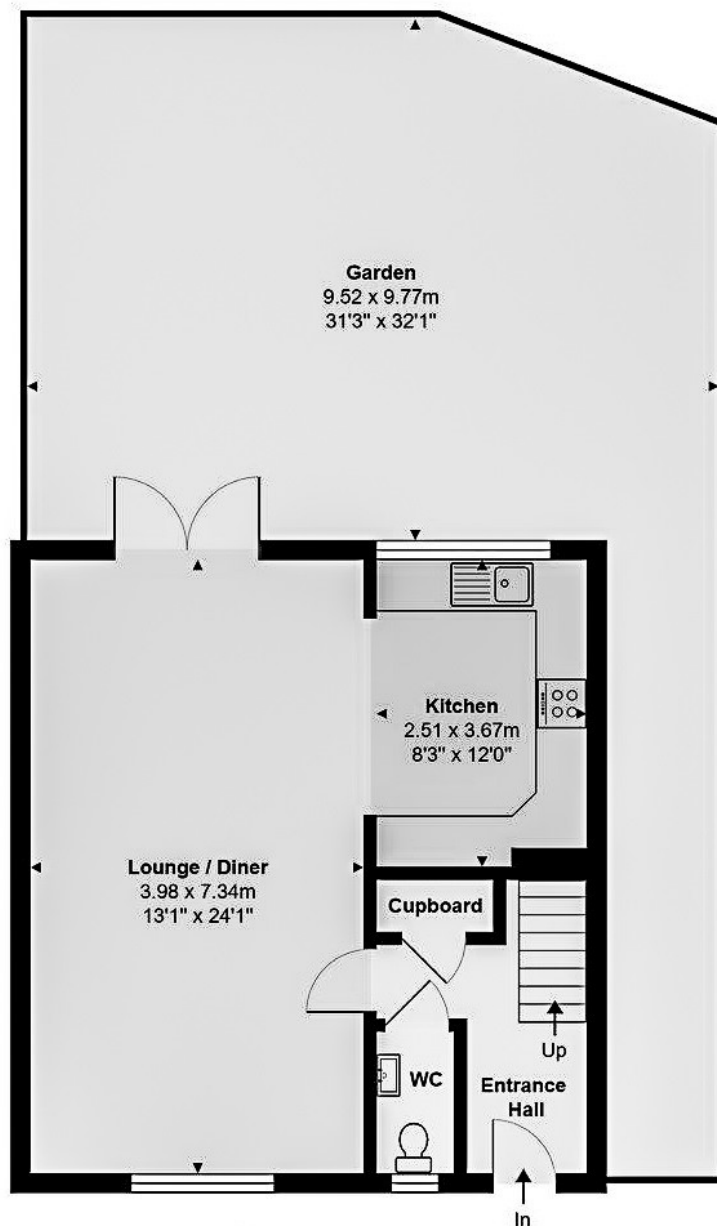 Garden
9.52 x 9.77m
31'3" x 32'1"
Kitchen
2.51 x 3.67m
8'3" x 12'0"
Lounge / Diner
3.98 x 7.34m
13'1" x 24'1"
Cupboard
Up
WC
Entrance
Hall
In